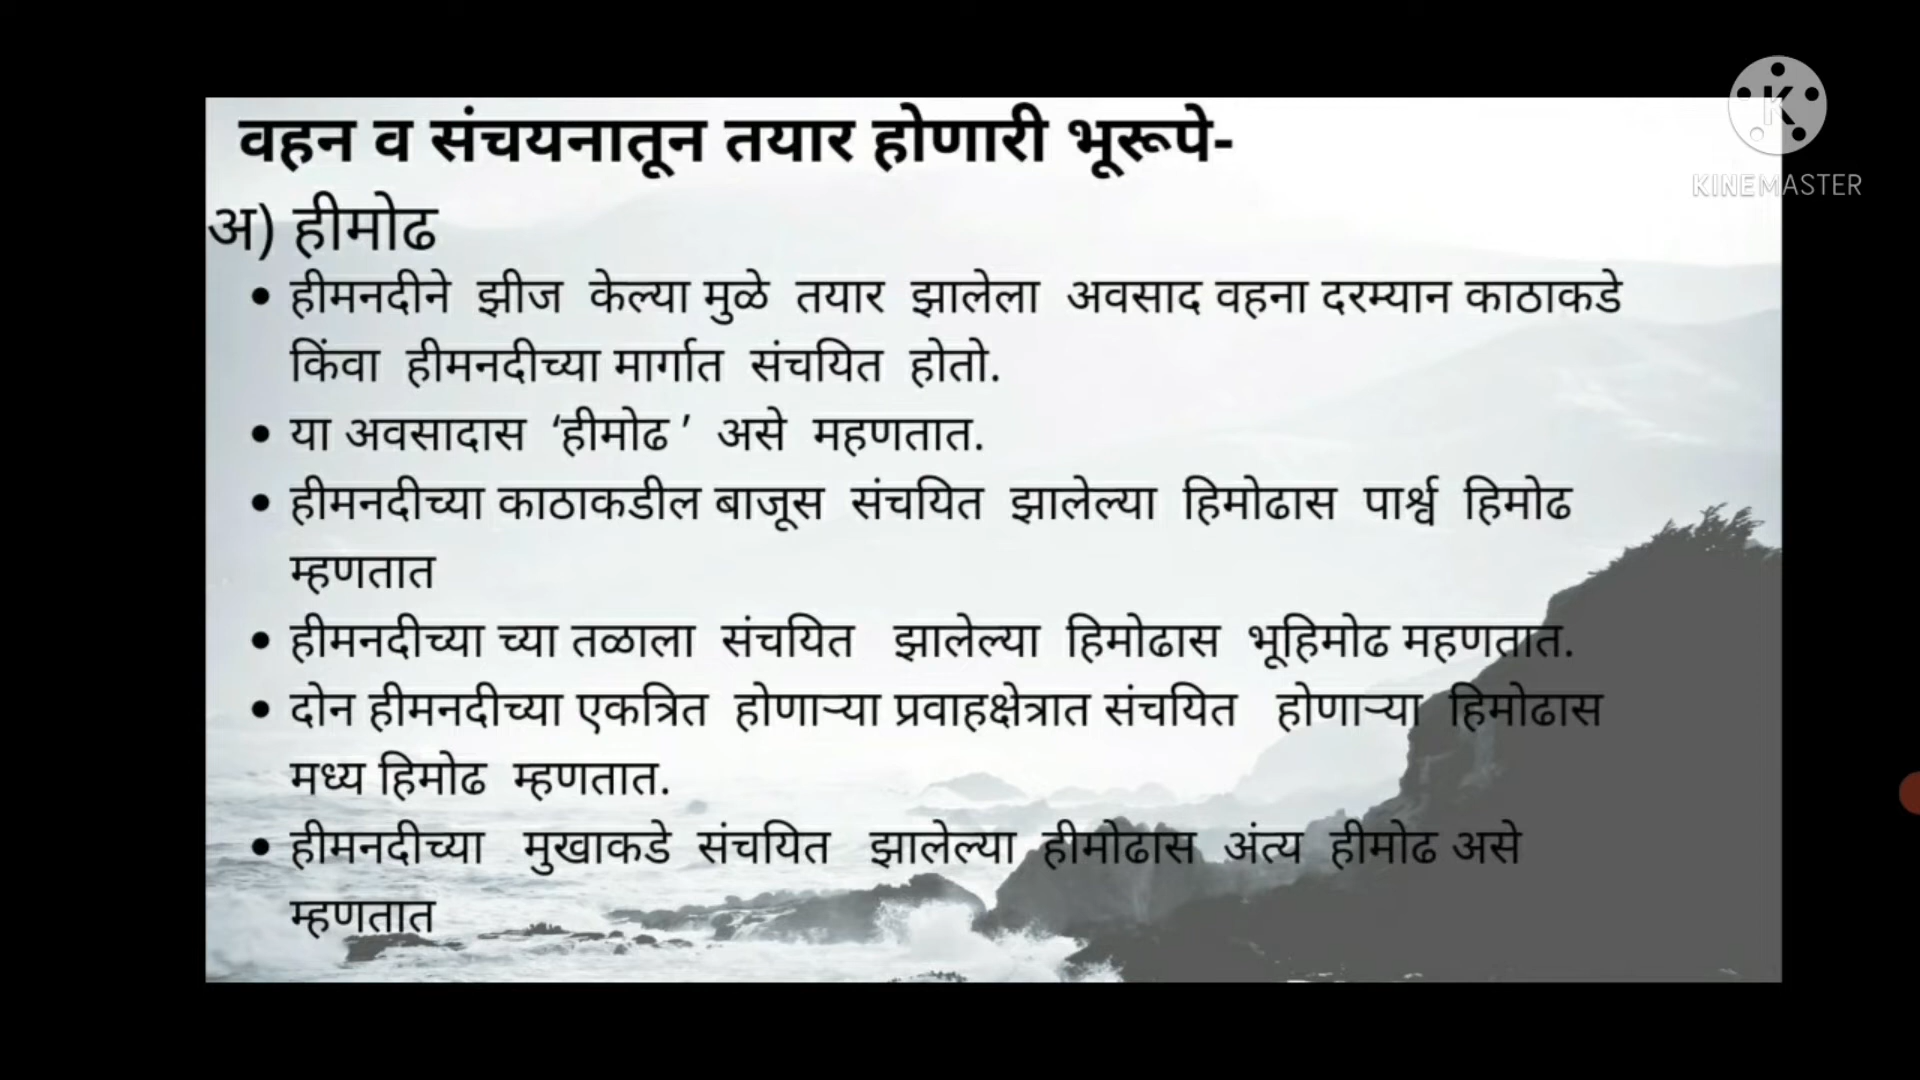 वहन व संचयनातून तयार होणारी भूरूपे-
K
KINEMASTER
अ) हीमोढ
• हीमनदीने झीज केल्या मुळे तयार झालेला अवसाद वहना दरम्यान काठाकडे
किंवा हीमनदीच्या मार्गात संचयित होतो.
• या अवसादास ‘हीमोढ ’ असे महणतात.
• हीमनदीच्या काठाकडील बाजूस संचयित झालेल्या हिमोढास पार्श्व हिमोढ
म्हणतात
• हीमनदीच्या च्या तळाला संचयित झालेल्या हिमोढास भूहिमोढ महणतात.
• दोन हीमनदीच्या एकत्रित होणाऱ्या प्रवाहक्षेत्रात संचयित होणाऱ्या हिमोढास
मध्य हिमोढ म्हणतात.
• हीमनदीच्या मुखाकडे संचयित झालेल्या हीमोढास अंत्य हीमोढ असे
म्हणतात